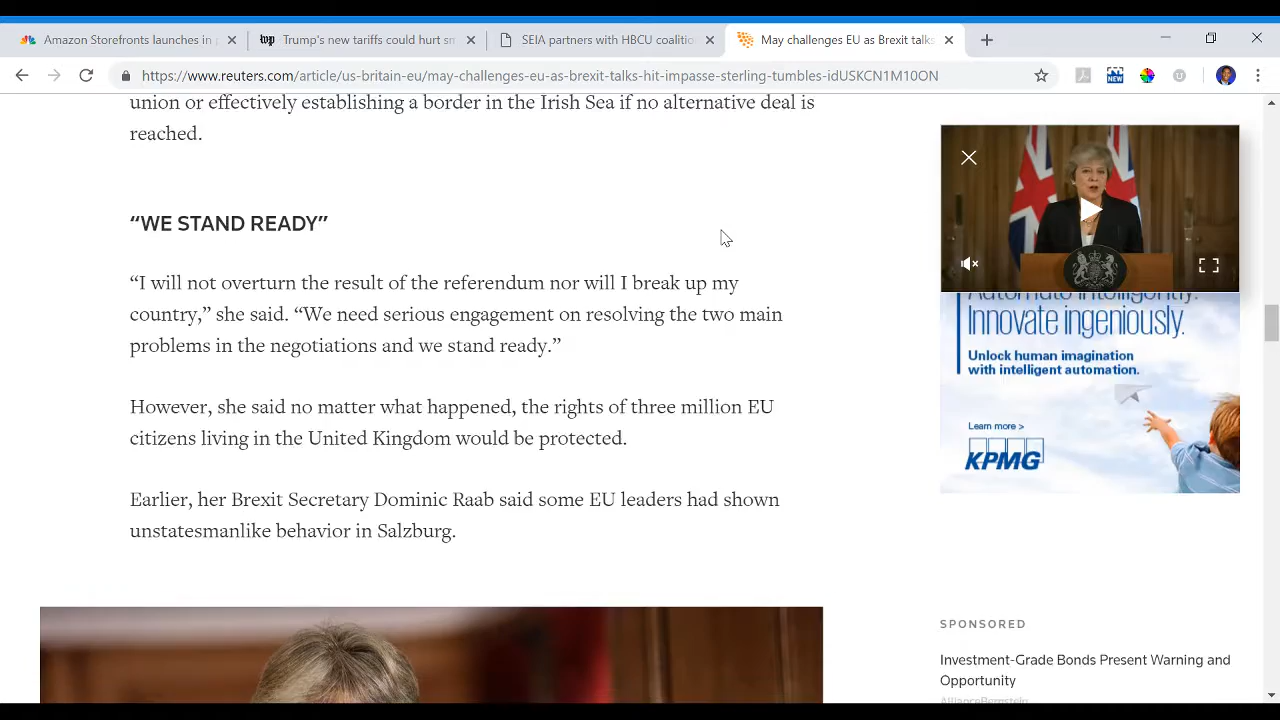 Amazon Storefronts launches in
Trump's new tariffs could hurt sm
SEIA partners with HBCU coalitio
May challenges EU as Brexit talks
https://www.reuters.com/article/us-britain-eu/may-challenges-eu-as-brexit-talks-hit-impasse-sterling-tumbles-idUSKCN1M10ON
NEW
union or effectively establishing a border in the Irish Sea if no alternative deal is
reached.
“WE STAND READY”
“I will not overturn the result of the referendum nor will I break up my
country,” she said. “We need serious engagement on resolving the two main
problems in the negotiations and we stand ready.”
However, she said no matter what happened, the rights of three million EU
citizens living in the United Kingdom would be protected.
Earlier, her Brexit Secretary Dominic Raab said some EU leaders had shown
unstatesmanlike behavior in Salzburg.
Automate intelligently.
Innovate ingeniously.
Unlock human imagination
with intelligent automation.
Learn more >
KPMG
SPONSORED
Investment-Grade Bonds Present Warning and
Opportunity
AllianceBernstein